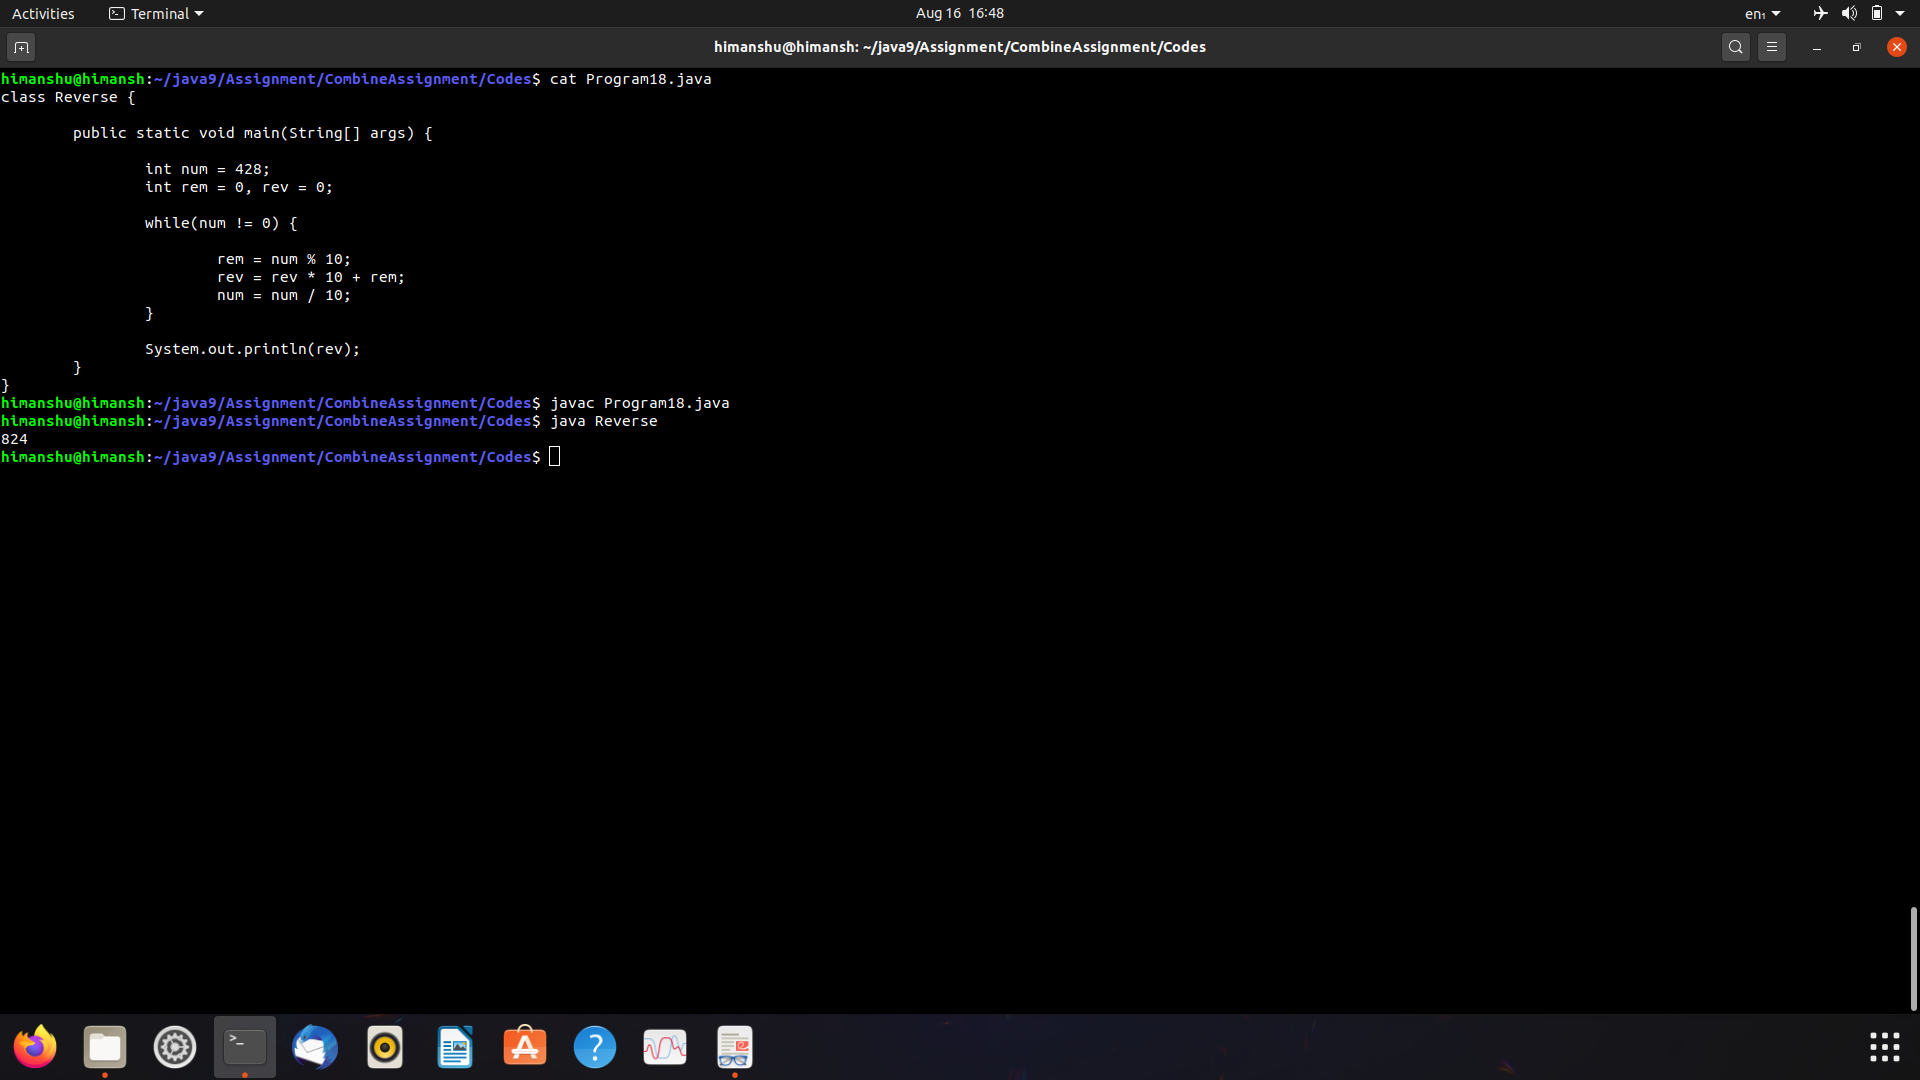 Activities Terminal Aug 16 16:48 en₁
himanshu@himansh: ~/java9/Assignment/CombineAssignment/Codes
himanshu@himansh:~/java9/Assignment/CombineAssignment/Codes$ cat Program18.java
class Reverse {
        public static void main(String[] args) {
                int num = 428;
                int rem = 0, rev = 0;
                while(num != 0) {
                        rem = num % 10;
                        rev = rev * 10 + rem;
                        num = num / 10;
                }
                System.out.println(rev);
        }
}
himanshu@himansh:~/java9/Assignment/CombineAssignment/Codes$ javac Program18.java
himanshu@himansh:~/java9/Assignment/CombineAssignment/Codes$ java Reverse
824
himanshu@himansh:~/java9/Assignment/CombineAssignment/Codes$